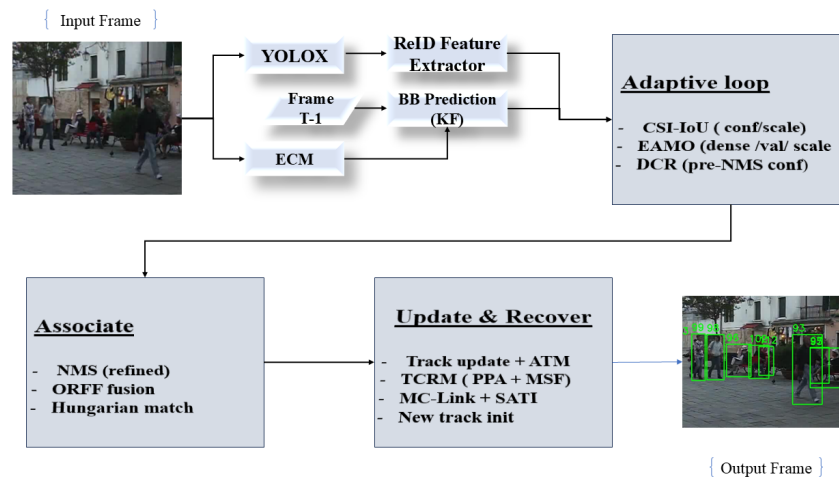 { Input Frame }
YOLOX
ReID Feature
Extractor
Frame
T-1
BB Prediction
(KF)
ECM
Adaptive loop
- CSI-IoU ( conf/scale)
- EAMO (dense /val/ scale
- DCR (pre-NMS conf)
Associate
- NMS (refined)
- ORFF fusion
- Hungarian match
Update & Recover
- Track update + ATM
- TCRM ( PPA + MSF)
- MC-Link + SATI
- New track init
93
{ Output Frame }